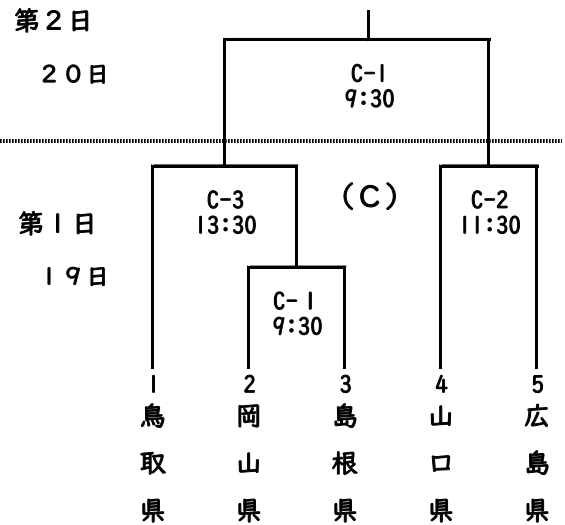 第２日
２０日
C-1
9:30
(C)
C-3
13:30
C-2
11:30
第１日
１９日
C-1
9:30
1 2 3 4 5
鳥取県
岡山県
島根県
山口県
広島県